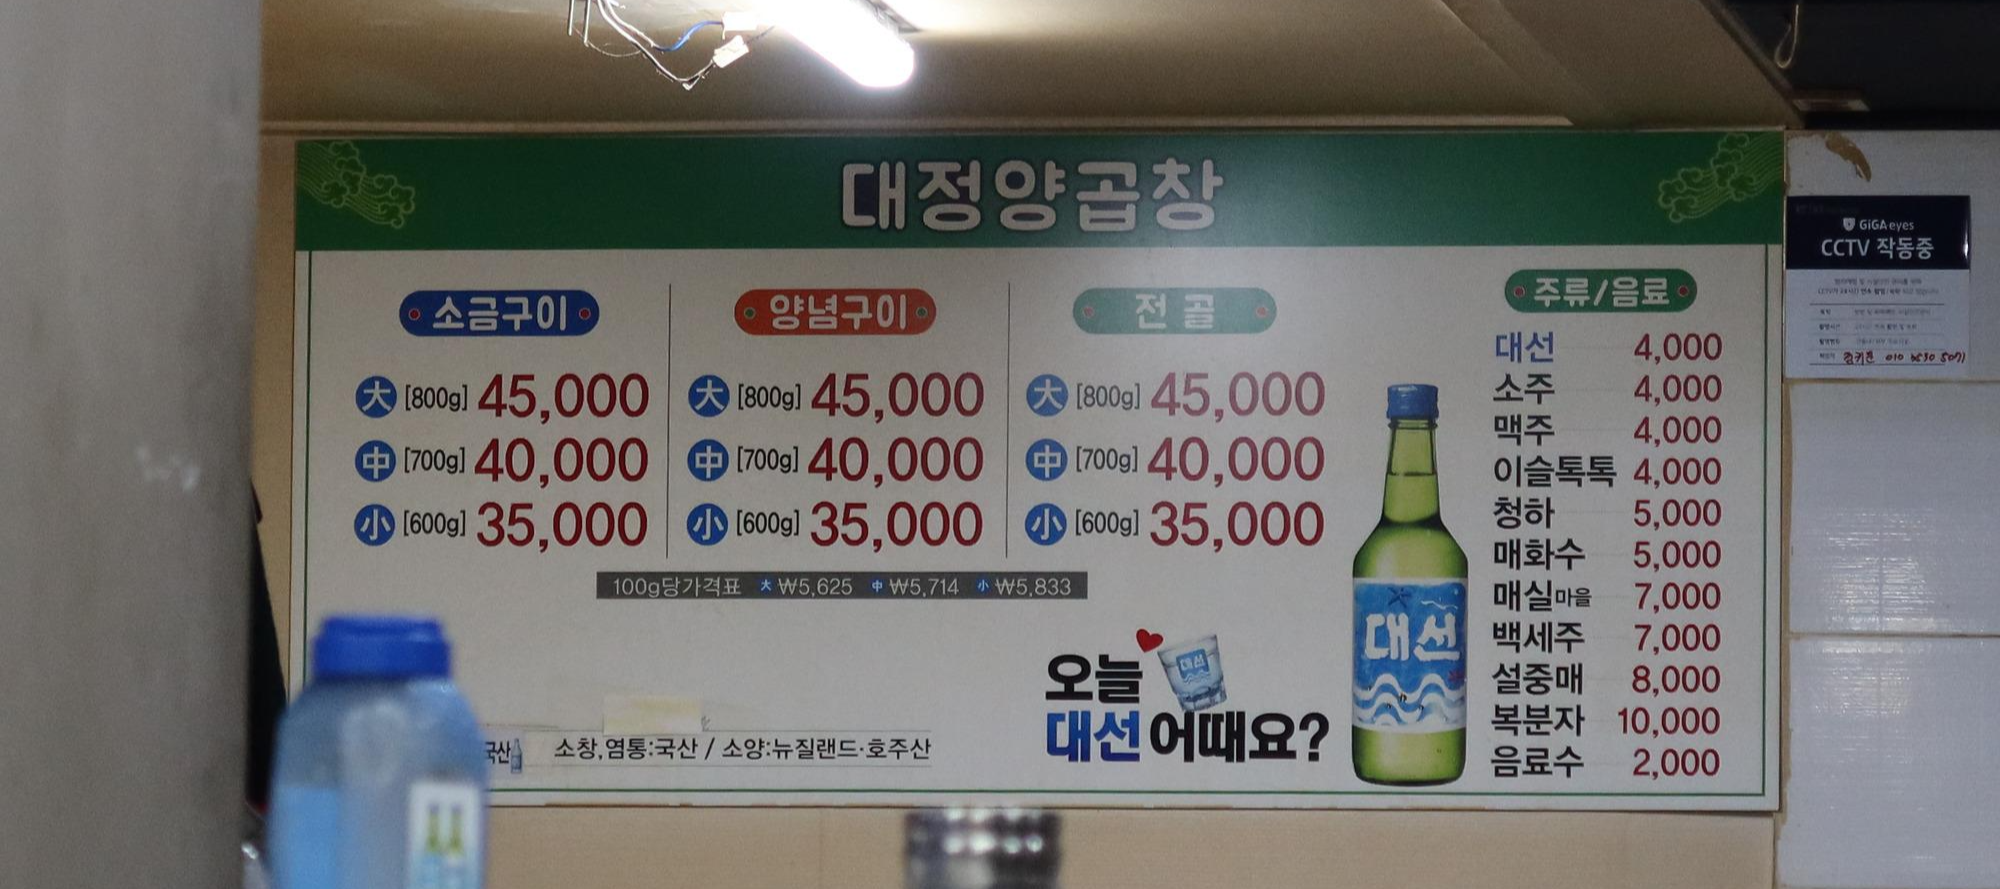 대정양곱창
소금구이
大 [800g] 45,000
中 [700g] 40,000
小 [600g] 35,000
양념구이
大 [800g] 45,000
中 [700g] 40,000
小 [600g] 35,000
전 골
大 [800g] 45,000
中 [700g] 40,000
小 [600g] 35,000
100g당가격표 大 ₩5,625 中 ₩5,714 小 ₩5,833
국산
소창,염통:국산 / 소양:뉴질랜드·호주산
오늘
대선 어때요?
대선
대선
주류/음료
대선 4,000
소주 4,000
맥주 4,000
이슬톡톡 4,000
청하 5,000
매화수 5,000
매실마을 7,000
백세주 7,000
설중매 8,000
복분자 10,000
음료수 2,000
GiGAeyes
CCTV 작동중